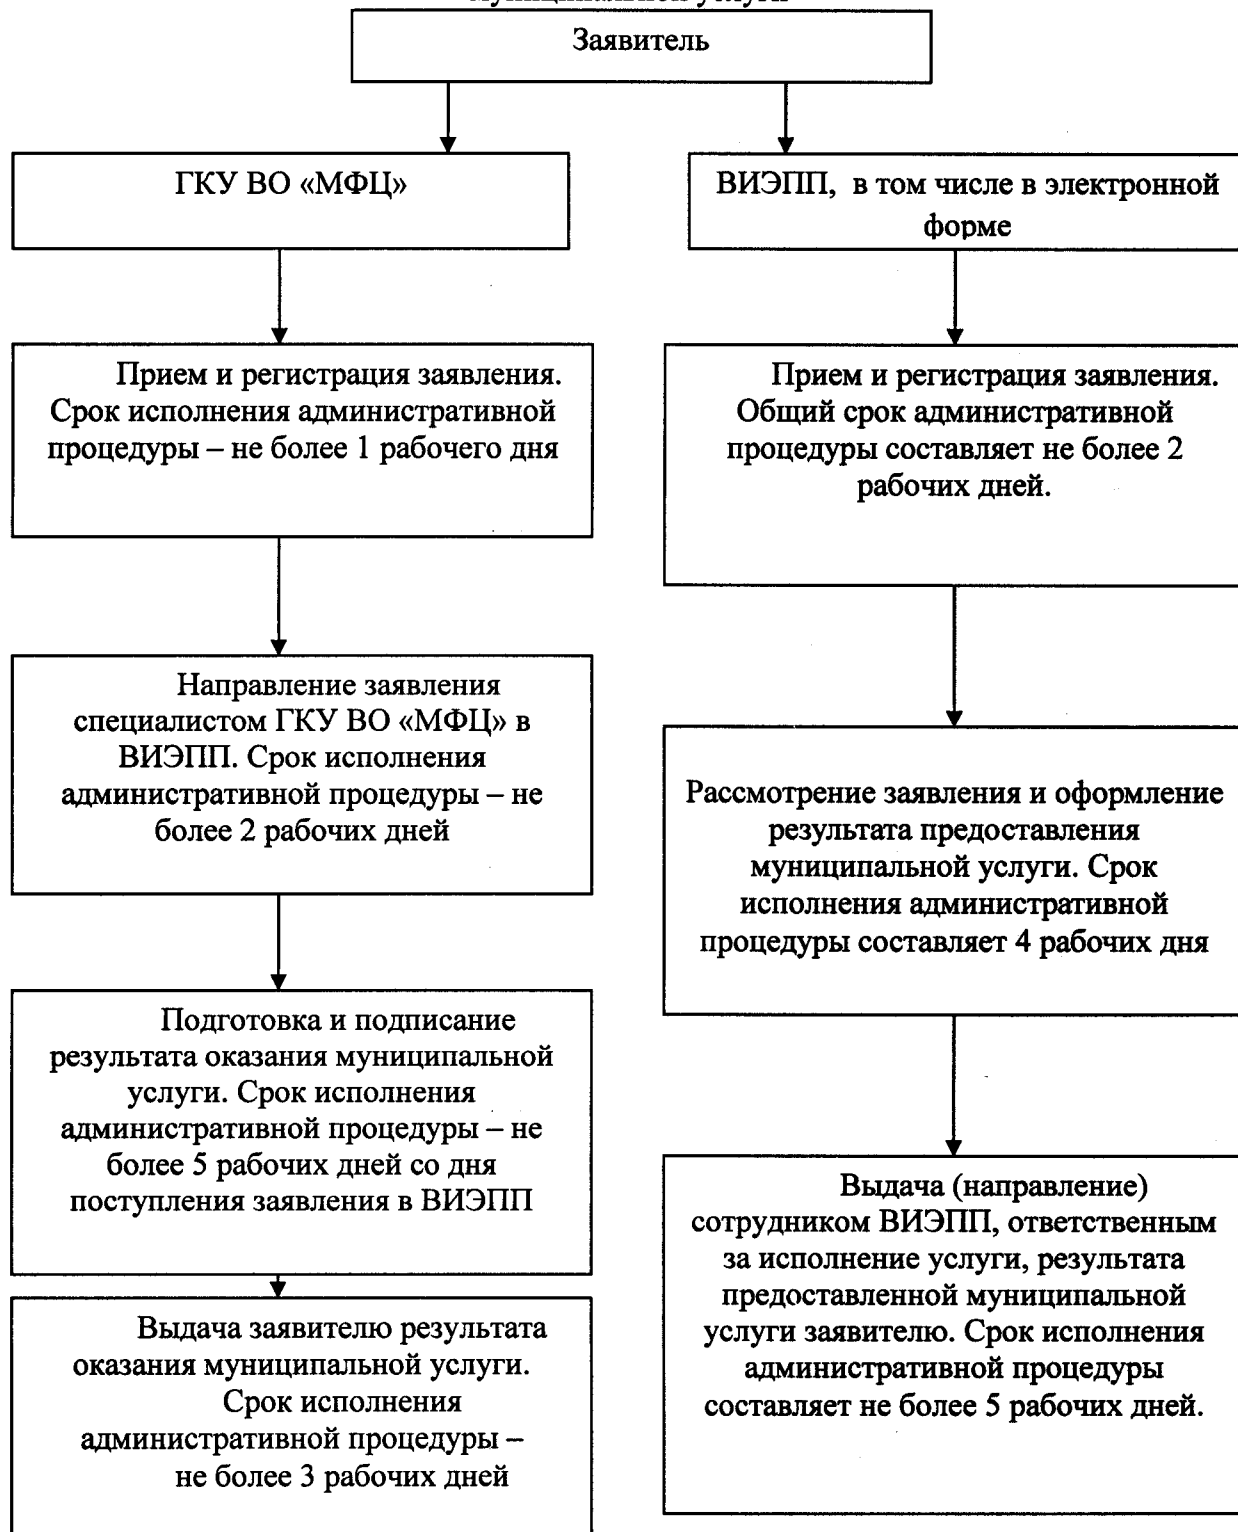 Заявитель
ГКУ ВО «МФЦ»
ВИЭПП, в том числе в электронной
форме
Прием и регистрация заявления.
Срок исполнения административной
процедуры – не более 1 рабочего дня
Прием и регистрация заявления.
Общий срок административной
процедуры составляет не более 2
рабочих дней.
Направление заявления
специалистом ГКУ ВО «МФЦ» в
ВИЭПП. Срок исполнения
административной процедуры – не
более 2 рабочих дней
Рассмотрение заявления и оформление
результата предоставления
муниципальной услуги. Срок
исполнения административной
процедуры составляет 4 рабочих дня
Подготовка и подписание
результата оказания муниципальной
услуги. Срок исполнения
административной процедуры – не
более 5 рабочих дней со дня
поступления заявления в ВИЭПП
Выдача (направление)
сотрудником ВИЭПП, ответственным
за исполнение услуги, результата
предоставленной муниципальной
услуги заявителю. Срок исполнения
административной процедуры
составляет не более 5 рабочих дней.
Выдача заявителю результата
оказания муниципальной услуги.
Срок исполнения
административной процедуры –
не более 3 рабочих дней